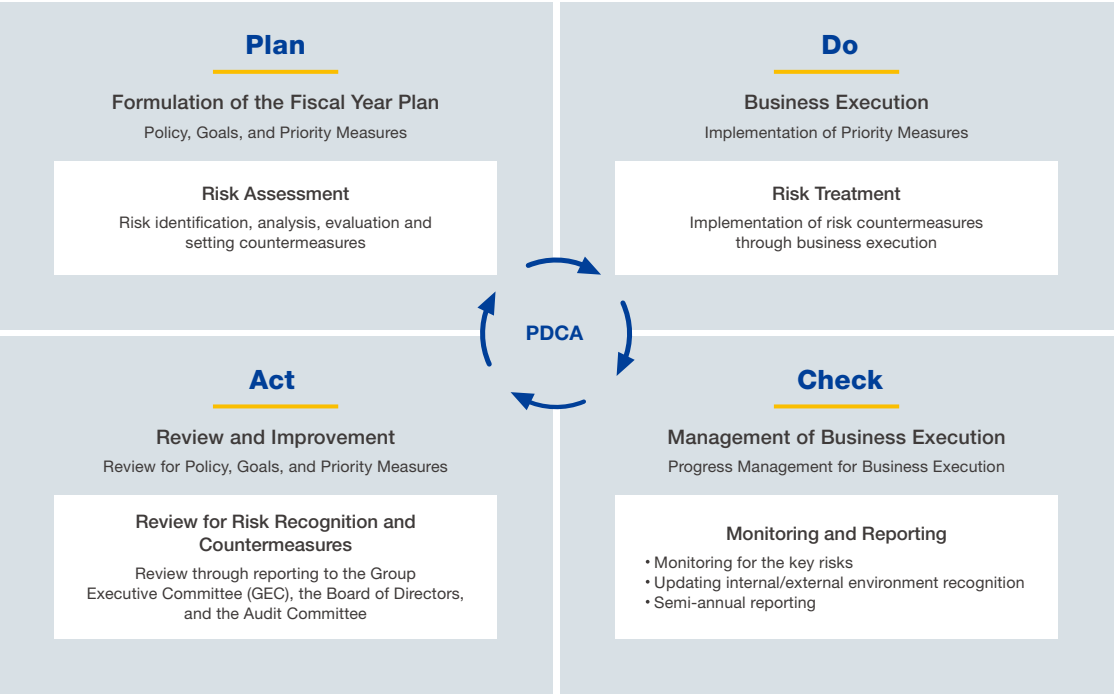 Plan
Formulation of the Fiscal Year Plan
Policy, Goals, and Priority Measures
Risk Assessment
Risk identification, analysis, evaluation and
setting countermeasures
Do
Business Execution
Implementation of Priority Measures
Risk Treatment
Implementation of risk countermeasures
through business execution
PDCA
Act
Review and Improvement
Review for Policy, Goals, and Priority Measures
Review for Risk Recognition and
Countermeasures
Review through reporting to the Group
Executive Committee (GEC), the Board of Directors,
and the Audit Committee
Check
Management of Business Execution
Progress Management for Business Execution
Monitoring and Reporting
・Monitoring for the key risks
・Updating internal/external environment recognition
・Semi-annual reporting